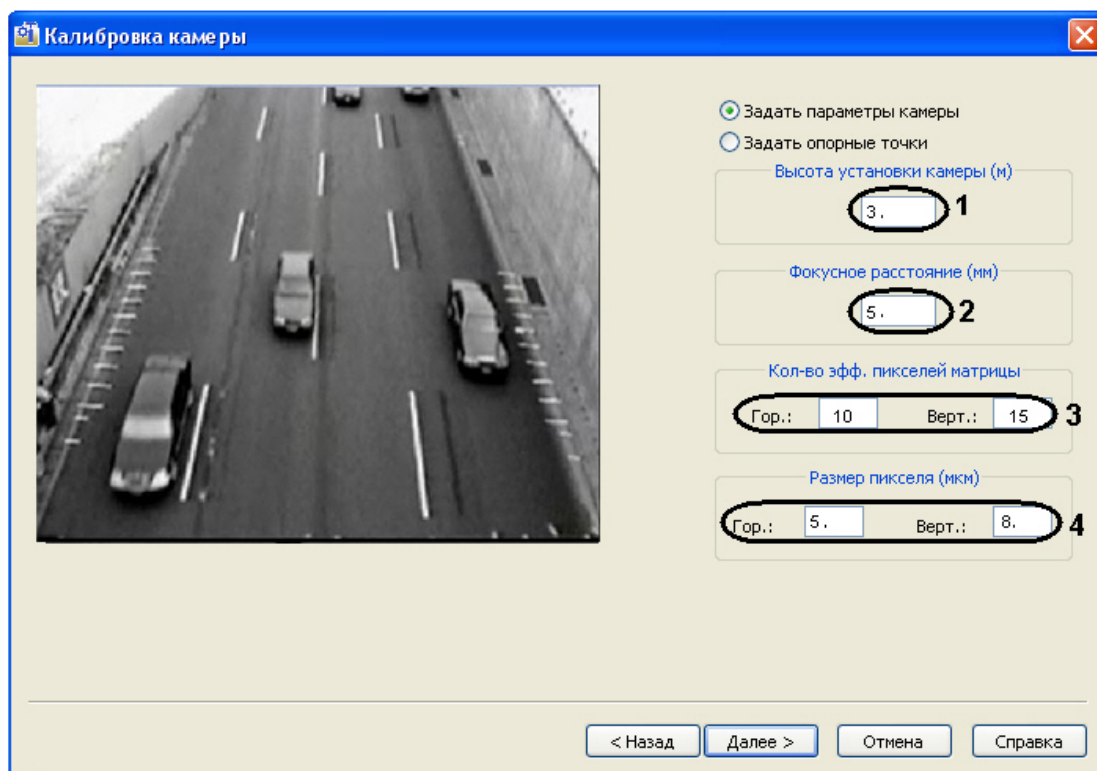 Калибровка камеры
Задать параметры камеры
Задать опорные точки
Высота установки камеры (м)
3. 1
Фокусное расстояние (мм)
5. 2
Кол-во эфф. пикселей матрицы
Гор.: 10 Верт.: 15 3
Размер пикселя (мкм)
Гор.: 5. Верт.: 8. 4
< Назад Далее > Отмена Справка